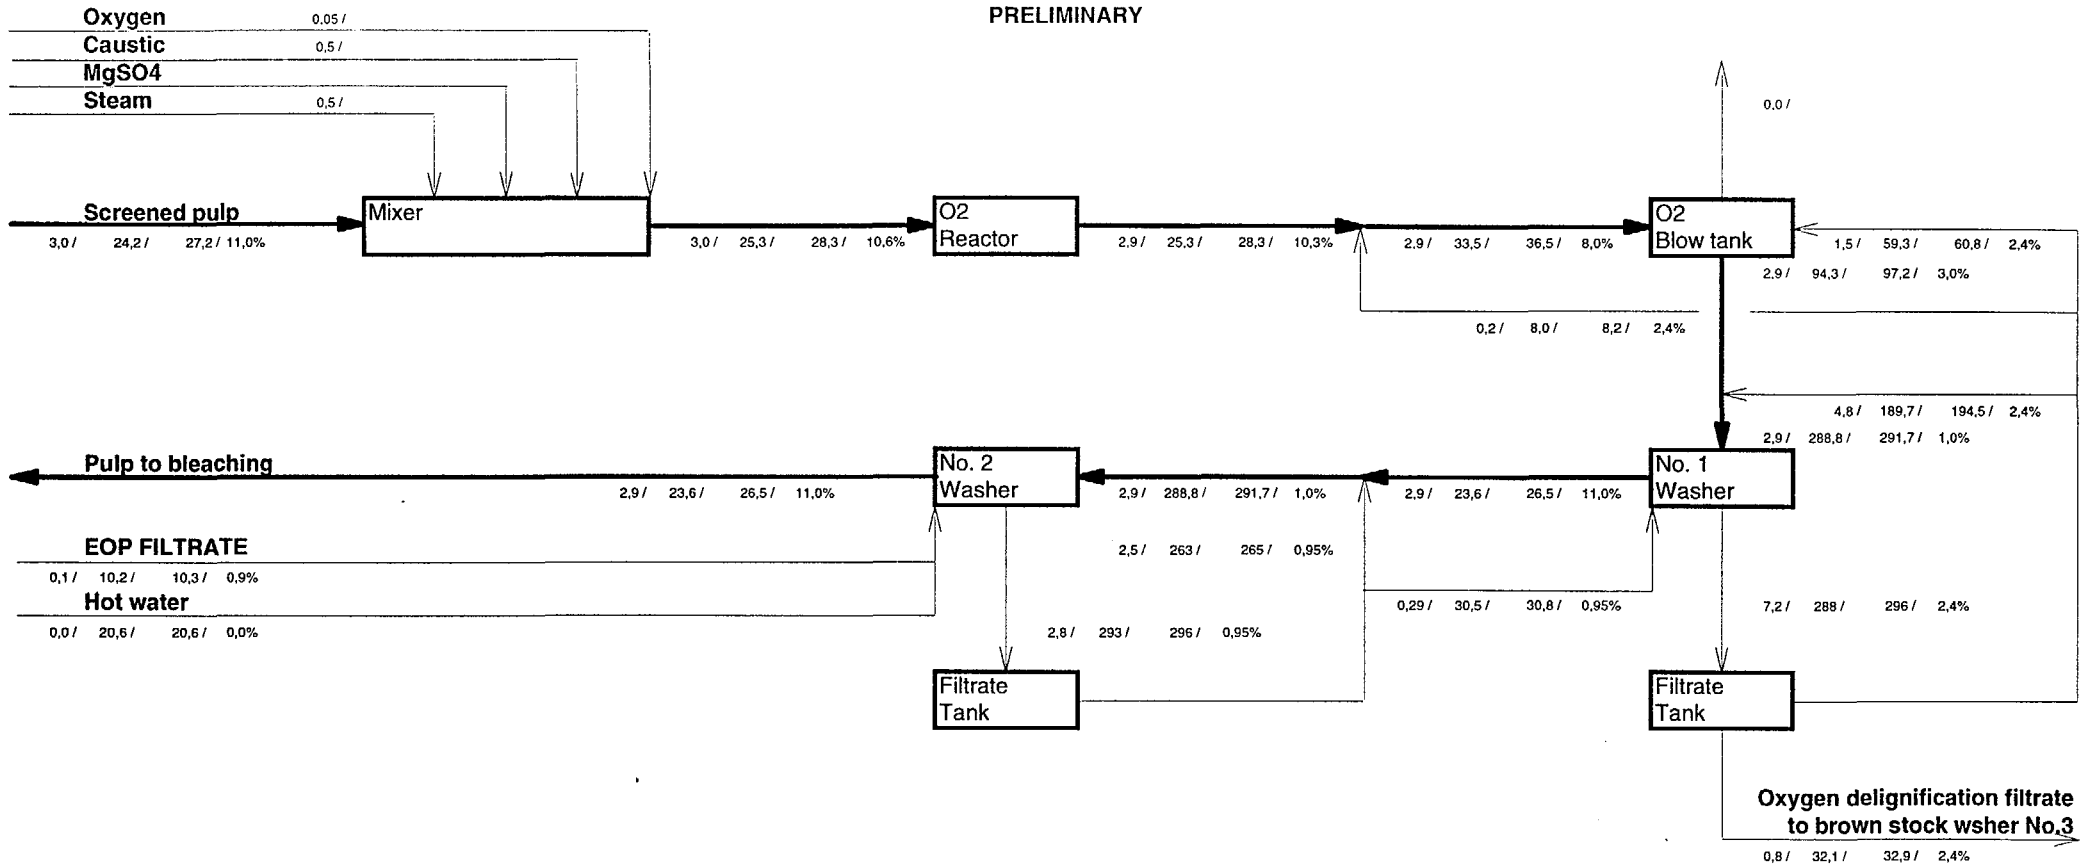 PRELIMINARY
Oxygen 0,05 /
Caustic 0,5 /
MgSO4
Steam 0,5 /
0,0 /
Screened pulp
3,0 / 24,2 / 27,2 / 11,0%
Mixer
3,0 / 25,3 / 28,3 / 10,6%
O2
Reactor
2,9 / 25,3 / 28,3 / 10,3%
2,9 / 33,5 / 36,5 / 8,0%
O2
Blow tank
1,5 / 59,3 / 60,8 / 2,4%
2,9 / 94,3 / 97,2 / 3,0%
0,2 / 8,0 / 8,2 / 2,4%
4,8 / 189,7 / 194,5 / 2,4%
2,9 / 288,8 / 291,7 / 1,0%
Pulp to bleaching
2,9 / 23,6 / 26,5 / 11,0%
No. 2
Washer
2,9 / 288,8 / 291,7 / 1,0%
2,9 / 23,6 / 26,5 / 11,0%
No. 1
Washer
EOP FILTRATE
0,1 / 10,2 / 10,3 / 0,9%
2,5 / 263 / 265 / 0,95%
Hot water
0,0 / 20,6 / 20,6 / 0,0%
2,8 / 293 / 296 / 0,95%
0,29 / 30,5 / 30,8 / 0,95%
7,2 / 288 / 296 / 2,4%
Filtrate
Tank
Filtrate
Tank
Oxygen delignification filtrate
to brown stock wsher No.3
0,8 / 32,1 / 32,9 / 2,4%